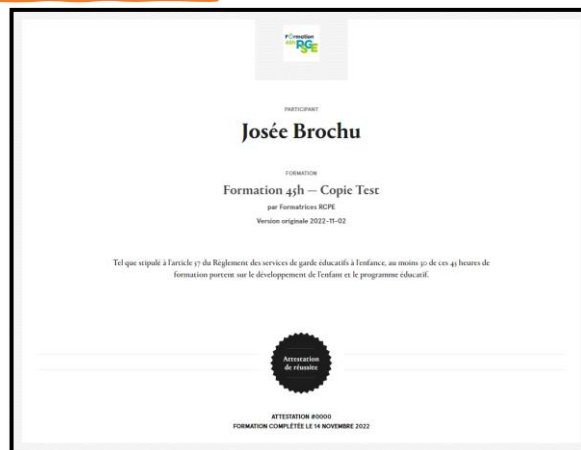 Formation
45h RSGE
PARTICIPANT
Josée Brochu
FORMATION
Formation 45h — Copie Test
par Formatrices RCPE
Version originale 2022-11-02
Tel que stipulé à l'article 57 du Règlement des services de garde éducatifs à l'enfance, au moins 30 de ces 45 heures de
formation portent sur le développement de l'enfant et le programme éducatif.
Attestation
de réussite
ATTESTATION #0000
FORMATION COMPLÉTÉE LE 14 NOVEMBRE 2022